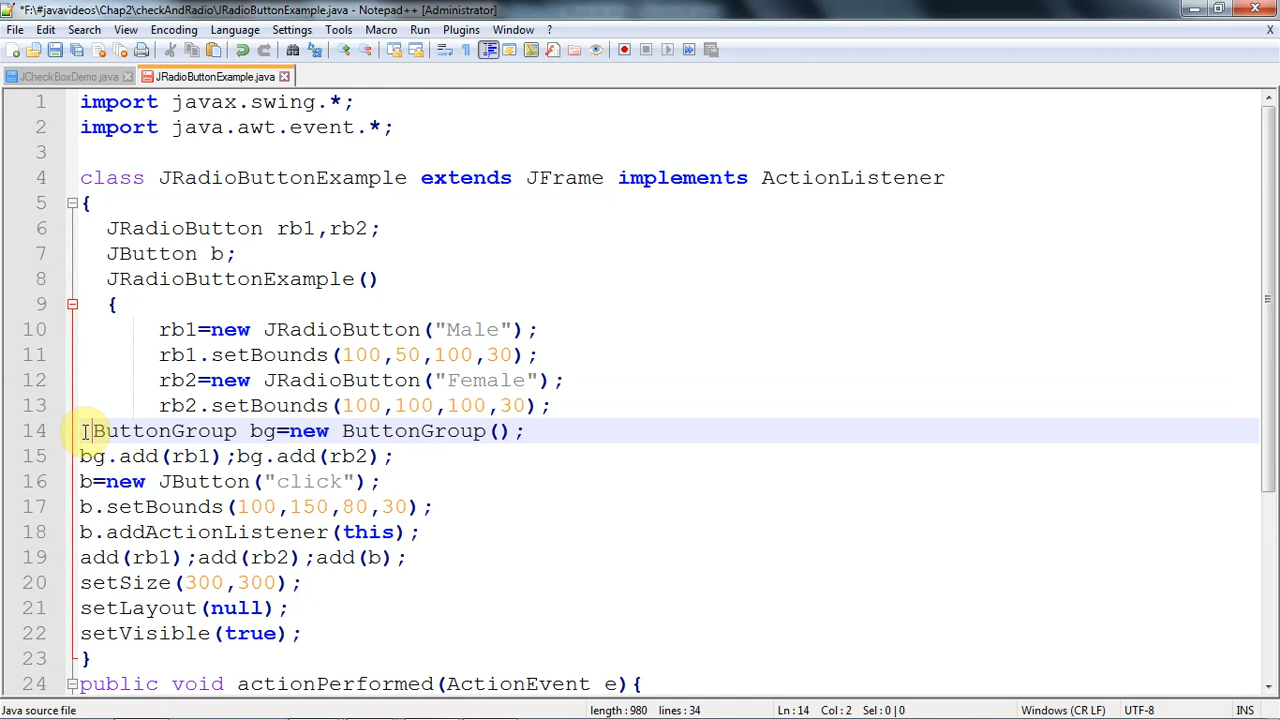 *F:\#javavideos\Chap2\checkAndRadio\JRadioButtonExample.java - Notepad++ [Administrator]
File Edit Search View Encoding Language Settings Tools Macro Run Plugins Window ? X
JCheckBoxDemo.java JRadioButtonExample.java
1 import javax.swing.*;
2 import java.awt.event.*;
3
4 class JRadioButtonExample extends JFrame implements ActionListener
5 {
6 JRadioButton rb1,rb2;
7 JButton b;
8 JRadioButtonExample()
9 {
10 rb1=new JRadioButton("Male");
11 rb1.setBounds(100,50,100,30);
12 rb2=new JRadioButton("Female");
13 rb2.setBounds(100,100,100,30);
14 ButtonGroup bg=new ButtonGroup();
15 bg.add(rb1);bg.add(rb2);
16 b=new JButton("click");
17 b.setBounds(100,150,80,30);
18 b.addActionListener(this);
19 add(rb1);add(rb2);add(b);
20 setSize(300,300);
21 setLayout(null);
22 setVisible(true);
23 }
24 public void actionPerformed(ActionEvent e){
Java source file length : 980 lines : 34 Ln : 14 Col : 2 Sel : 0 | 0 Windows (CR LF) UTF-8 INS